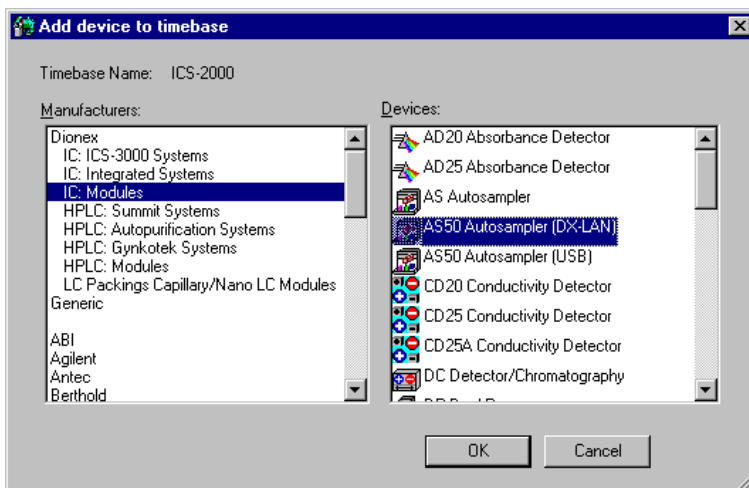 Add device to timebase
Timebase Name: ICS-2000
Manufacturers:
Dionex
IC: ICS-3000 Systems
IC: Integrated Systems
IC: Modules
HPLC: Summit Systems
HPLC: Autopurification Systems
HPLC: Gynkotek Systems
HPLC: Modules
LC Packings Capillary/Nano LC Modules
Generic
ABI
Agilent
Antec
Berthold
Devices:
AD20 Absorbance Detector
AD25 Absorbance Detector
AS Autosampler
AS50 Autosampler (DX-LAN)
AS50 Autosampler (USB)
CD20 Conductivity Detector
CD25 Conductivity Detector
CD25A Conductivity Detector
DC Detector/Chromatography
OK
Cancel